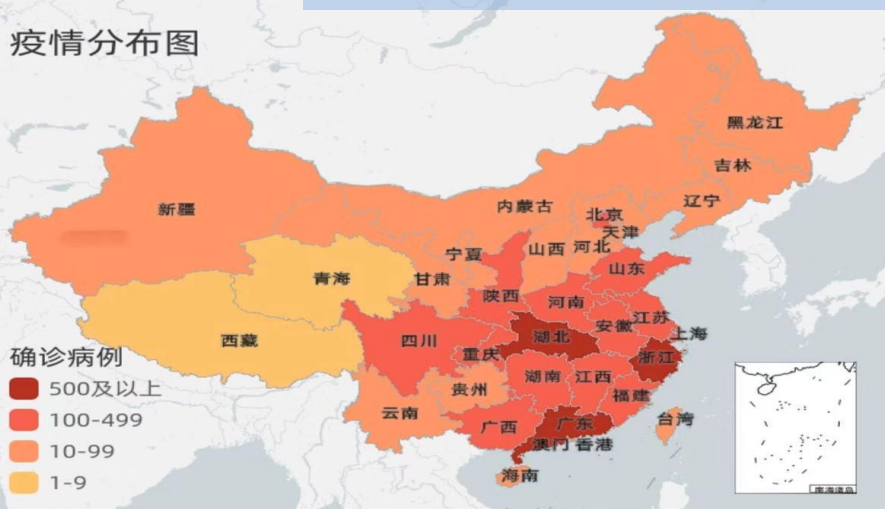 疫情分布图
黑龙江
吉林
新疆
辽宁
内蒙古
北京
天津
宁夏
山西
河北
山东
青海
甘肃
陕西
河南
江苏
安徽
上海
西藏
四川
湖北
浙江
重庆
湖南
江西
贵州
福建
云南
台湾
广西
广东
澳门
香港
海南
确诊病例
500及以上
100-499
10-99
1-9
南海诸岛